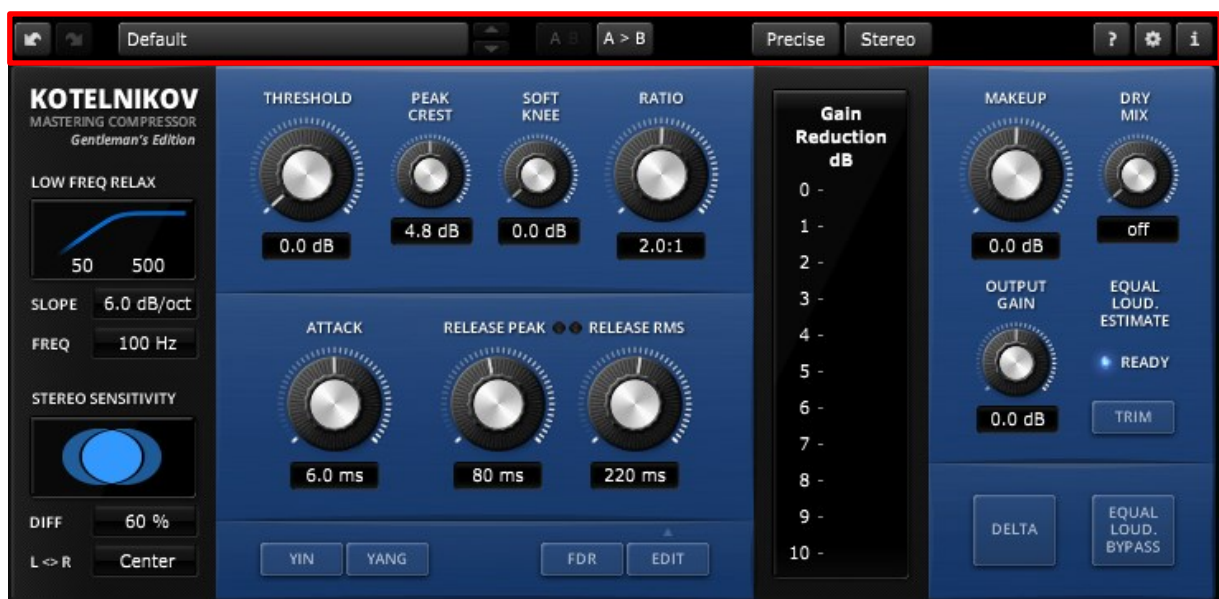 Default
A B
A > B
Precise
Stereo
?
i
KOTELNIKOV
MASTERING COMPRESSOR
Gentleman's Edition
LOW FREQ RELAX
50 500
SLOPE 6.0 dB/oct
FREQ 100 Hz
STEREO SENSITIVITY
DIFF 60 %
L <> R Center
THRESHOLD
0.0 dB
PEAK
CREST
4.8 dB
SOFT
KNEE
0.0 dB
RATIO
2.0:1
ATTACK
6.0 ms
RELEASE PEAK
80 ms
RELEASE RMS
220 ms
YIN
YANG
FDR
EDIT
Gain
Reduction
dB
0 -
1 -
2 -
3 -
4 -
5 -
6 -
7 -
8 -
9 -
10 -
MAKEUP
0.0 dB
DRY
MIX
off
OUTPUT
GAIN
0.0 dB
EQUAL
LOUD.
ESTIMATE
READY
TRIM
DELTA
EQUAL
LOUD.
BYPASS